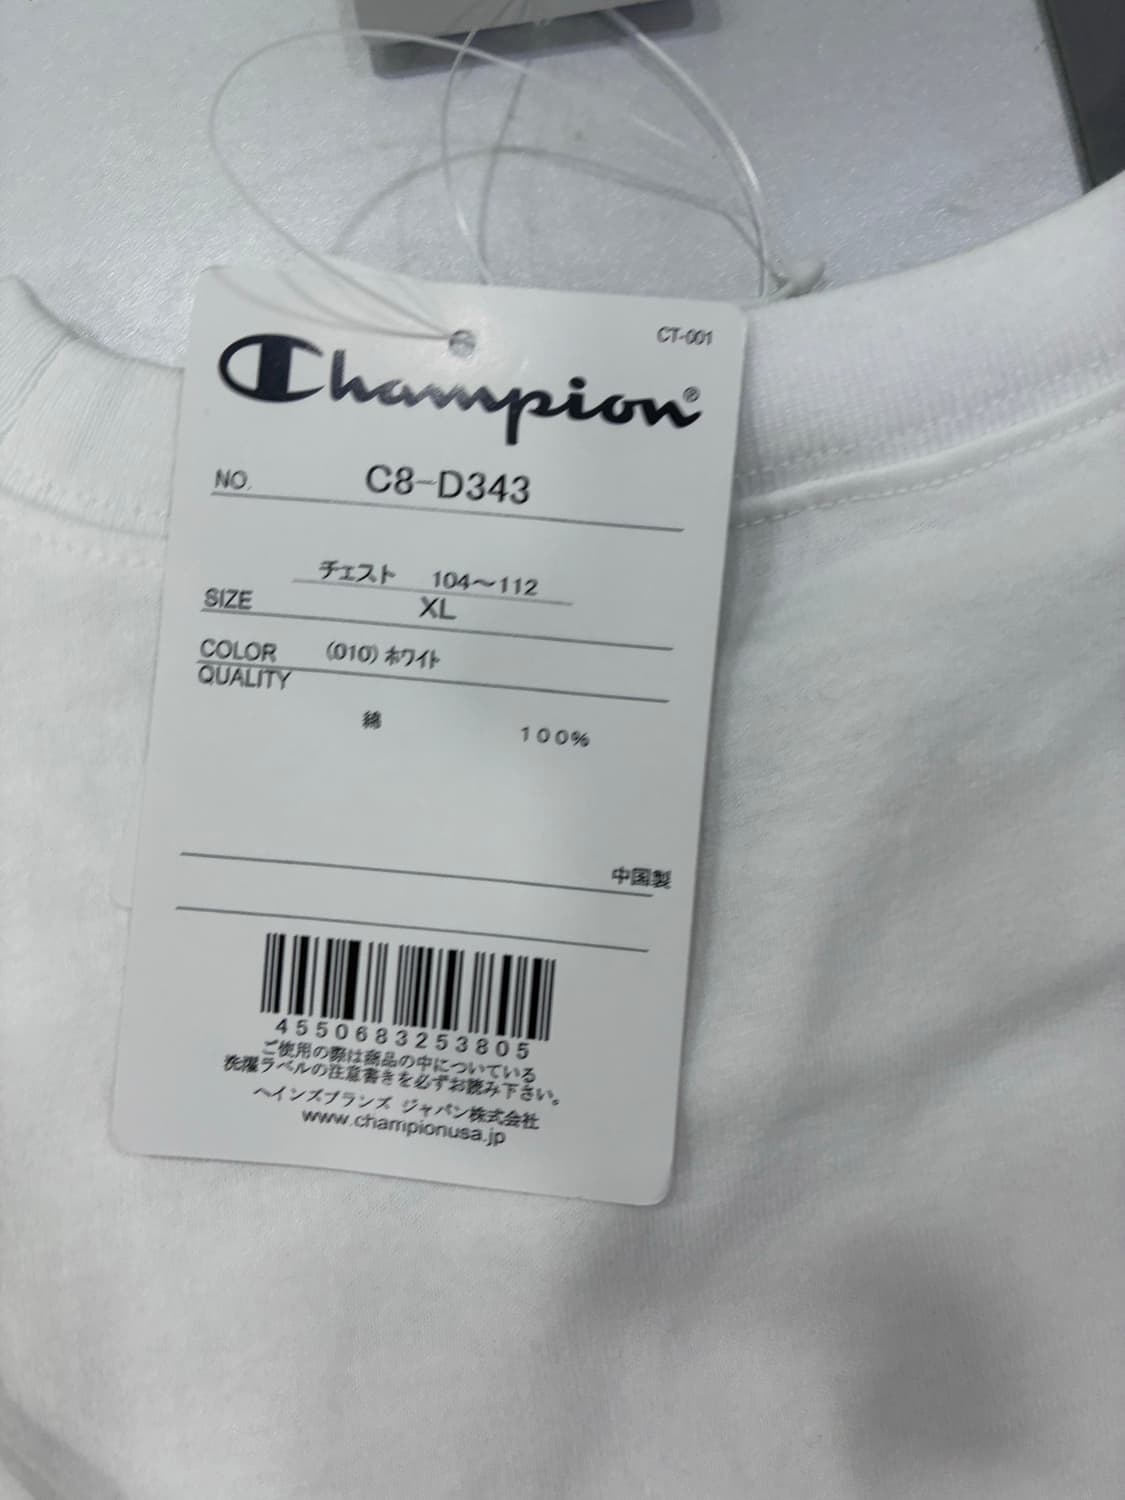 CT-001
Champion®
NO. C8-D343
チェスト 104～112
SIZE XL
COLOR (010) ホワイト
QUALITY
綿 100%
中国製
4550683253805
ご使用の際は商品の中についている
洗濯ラベルの注意書きを必ずお読み下さい。
ヘインズブランズ ジャパン株式会社
www.championusa.jp